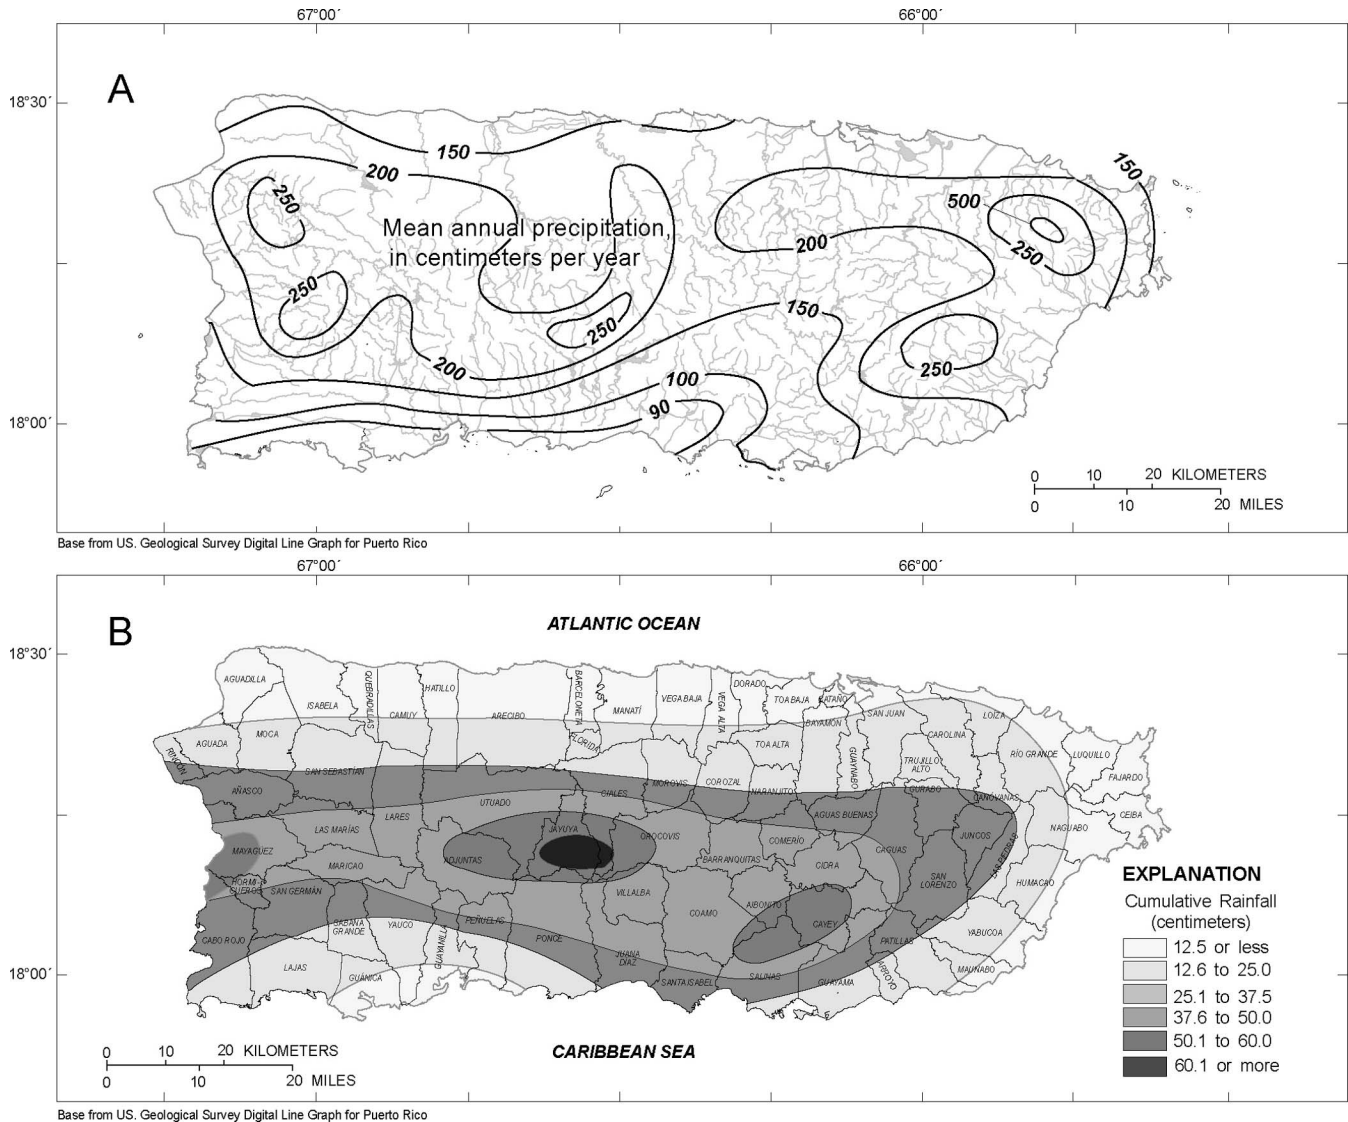 67°00´
66°00´
A
18°30´
150
200
250
Mean annual precipitation,
in centimeters per year
250
250
200
150
100
90
200
500
250
150
250
18°00´
0 10 20 KILOMETERS
0 10 20 MILES
Base from US. Geological Survey Digital Line Graph for Puerto Rico
67°00´
66°00´
B
ATLANTIC OCEAN
18°30´
AGUADILLA
ISABELA
QUEBRADILLAS
CAMUY
HATILLO
ARECIBO
BARCELONETA
MANATÍ
VEGA BAJA
VEGA ALTA
DORADO
TOA BAJA
CATAÑO
BAYAMÓN
SAN JUAN
LOÍZA
AGUADA
MOCA
RINCÓN
SAN SEBASTIÁN
FLORIDA
TOA ALTA
GUAYNABO
CAROLINA
TRUJILLO
ALTO
RÍO GRANDE
LUQUILLO
FAJARDO
CEIBA
AÑASCO
UTUADO
CIALES
MOROVIS
COROZAL
NARANJITO
GURABO
CANÓVANAS
LAS MARÍAS
LARES
JAYUYA
OROCOVIS
AGUAS BUENAS
JUNCOS
NAGUABO
MAYAGÜEZ
MARICAO
ADJUNTAS
BARRANQUITAS
COMERÍO
CIDRA
CAGUAS
LAS PIEDRAS
HORMI-
GUEROS
SAN GERMÁN
VILLALBA
AIBONITO
SAN
LORENZO
HUMACAO
CABO ROJO
SABANA
GRANDE
YAUCO
GUAYANILLA
PEÑUELAS
PONCE
JUANA
DÍAZ
COAMO
CAYEY
PATILLAS
YABUCOA
LAJAS
GUÁNICA
SANTA ISABEL
SALINAS
GUAYAMA
ARROYO
MAUNABO
18°00´
EXPLANATION
Cumulative Rainfall
(centimeters)
12.5 or less
12.6 to 25.0
25.1 to 37.5
37.6 to 50.0
50.1 to 60.0
60.1 or more
CARIBBEAN SEA
0 10 20 KILOMETERS
0 10 20 MILES
Base from US. Geological Survey Digital Line Graph for Puerto Rico